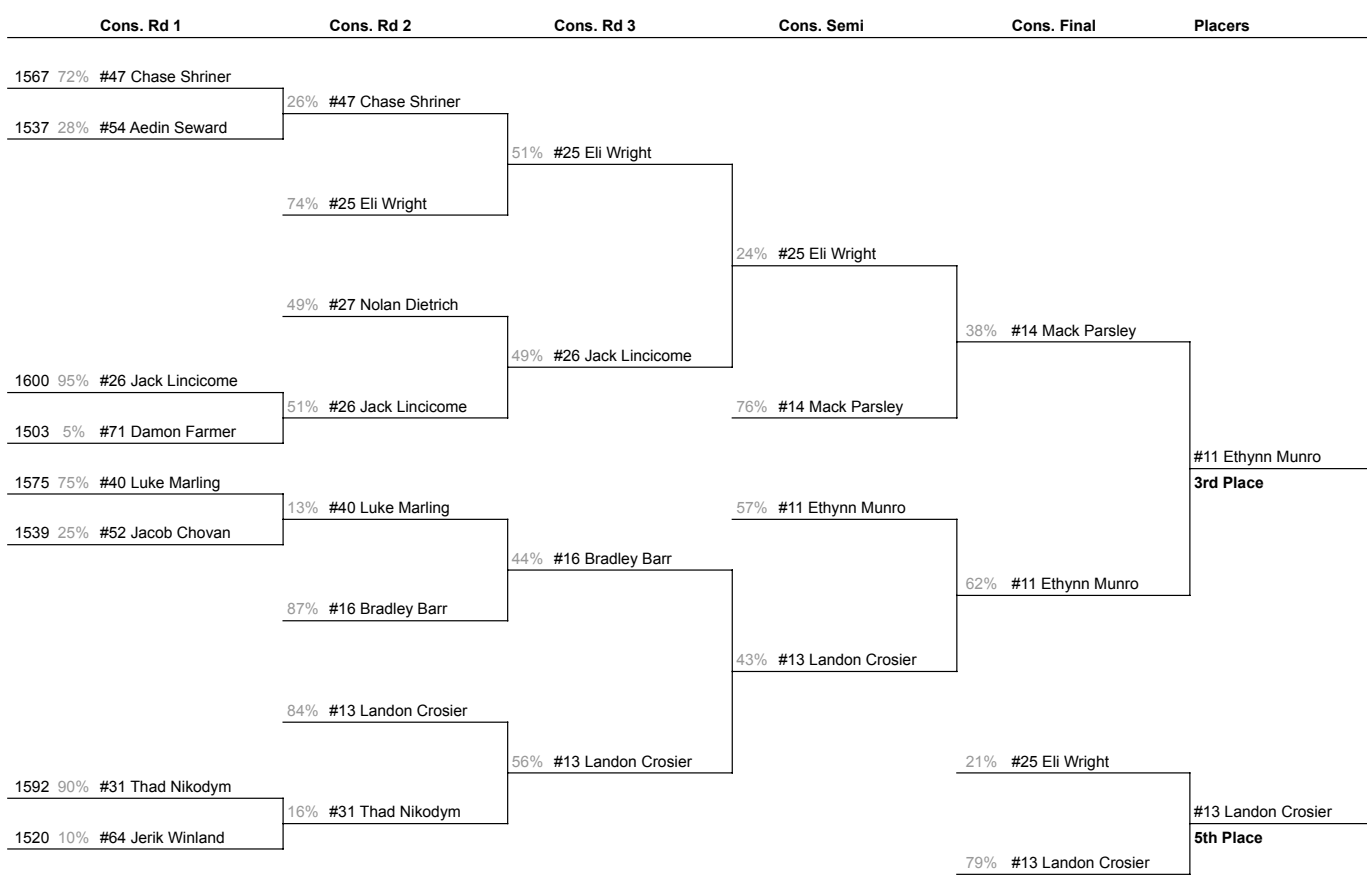 Cons. Rd 1 Cons. Rd 2 Cons. Rd 3 Cons. Semi Cons. Final Placers
1567 72% #47 Chase Shriner
26% #47 Chase Shriner
1537 28% #54 Aedin Seward
51% #25 Eli Wright
74% #25 Eli Wright
24% #25 Eli Wright
49% #27 Nolan Dietrich
38% #14 Mack Parsley
49% #26 Jack Lincicome
1600 95% #26 Jack Lincicome
51% #26 Jack Lincicome 76% #14 Mack Parsley
1503 5% #71 Damon Farmer
#11 Ethynn Munro
1575 75% #40 Luke Marling
3rd Place
13% #40 Luke Marling 57% #11 Ethynn Munro
1539 25% #52 Jacob Chovan
44% #16 Bradley Barr
62% #11 Ethynn Munro
87% #16 Bradley Barr
43% #13 Landon Crosier
84% #13 Landon Crosier
56% #13 Landon Crosier 21% #25 Eli Wright
1592 90% #31 Thad Nikodym
16% #31 Thad Nikodym #13 Landon Crosier
1520 10% #64 Jerik Winland 5th Place
79% #13 Landon Crosier